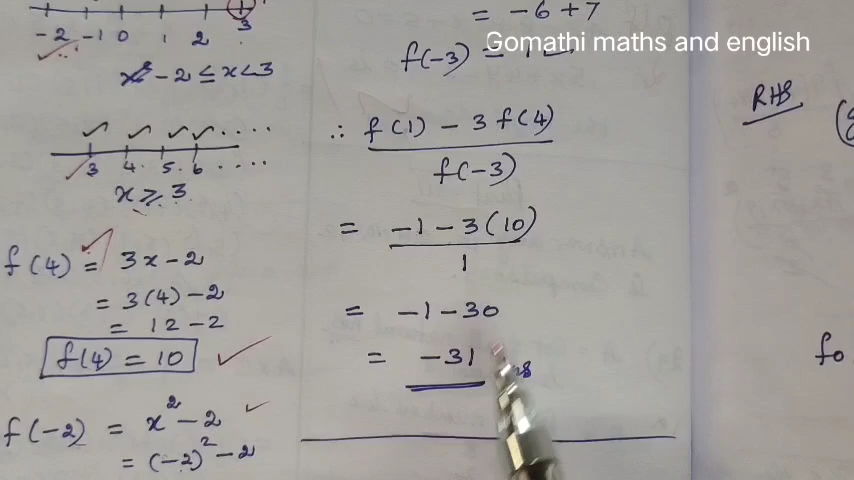 -2 -1 0 1 2 3
-2 ≤ x < 3
3 4 5 6 ....
x ≥ 3
f(4) = 3x - 2
= 3(4) - 2
= 12 - 2
f(4) = 10
f(-2) = x² - 2
= (-2)² - 2
= -6 + 7
f(-3) = 1
Gomathi maths and english
∴ f(1) - 3 f(4)
f(-3)
= -1 - 3(10)
1
= -1 - 30
= -31
RHS
fo